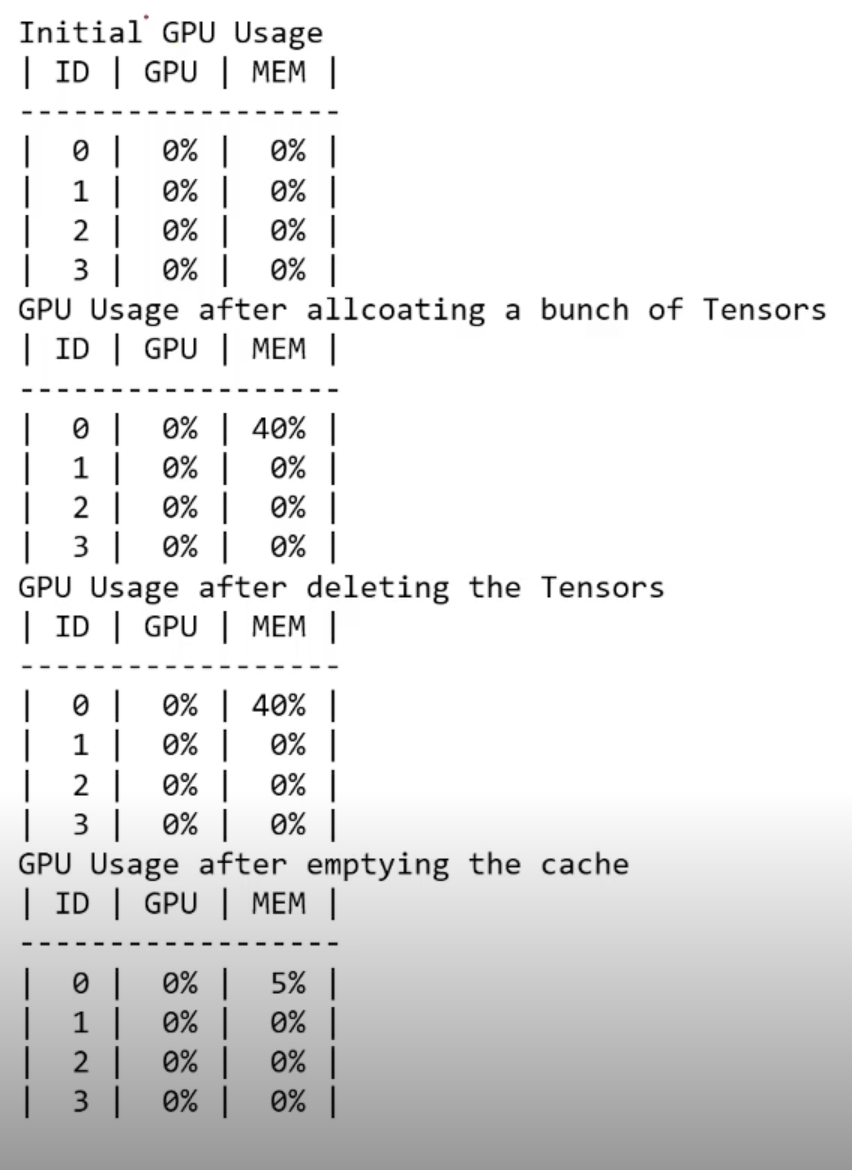 Initial GPU Usage
| ID | GPU | MEM |
------------------
|  0 |  0% |  0% |
|  1 |  0% |  0% |
|  2 |  0% |  0% |
|  3 |  0% |  0% |
GPU Usage after allcoating a bunch of Tensors
| ID | GPU | MEM |
------------------
|  0 |  0% | 40% |
|  1 |  0% |  0% |
|  2 |  0% |  0% |
|  3 |  0% |  0% |
GPU Usage after deleting the Tensors
| ID | GPU | MEM |
------------------
|  0 |  0% | 40% |
|  1 |  0% |  0% |
|  2 |  0% |  0% |
|  3 |  0% |  0% |
GPU Usage after emptying the cache
| ID | GPU | MEM |
------------------
|  0 |  0% |  5% |
|  1 |  0% |  0% |
|  2 |  0% |  0% |
|  3 |  0% |  0% |